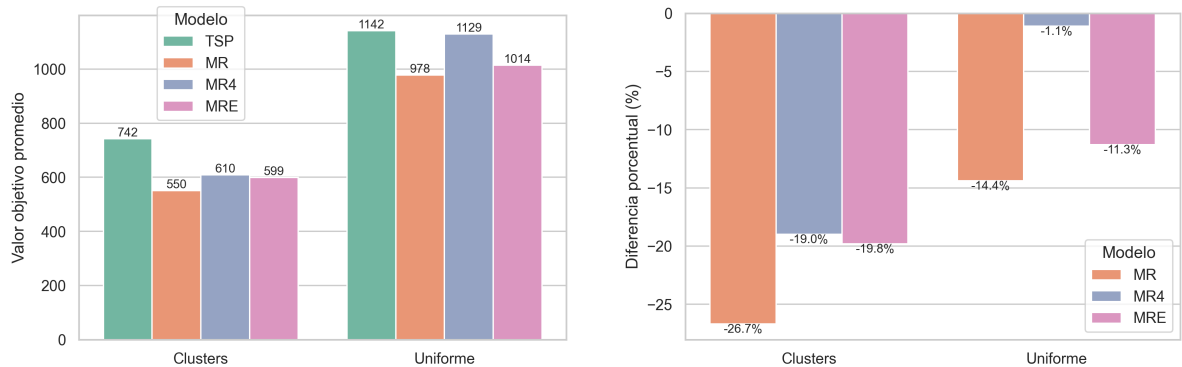 Modelo
TSP
MR
MR4
MRE
Valor objetivo promedio
1000
800
600
400
200
0
742
550
610
599
1142
978
1129
1014
Clusters
Uniforme
Diferencia porcentual (%)
0
−5
−10
−15
−20
−25
-26.7%
-19.0%
-19.8%
-14.4%
-1.1%
-11.3%
Modelo
MR
MR4
MRE
Clusters
Uniforme